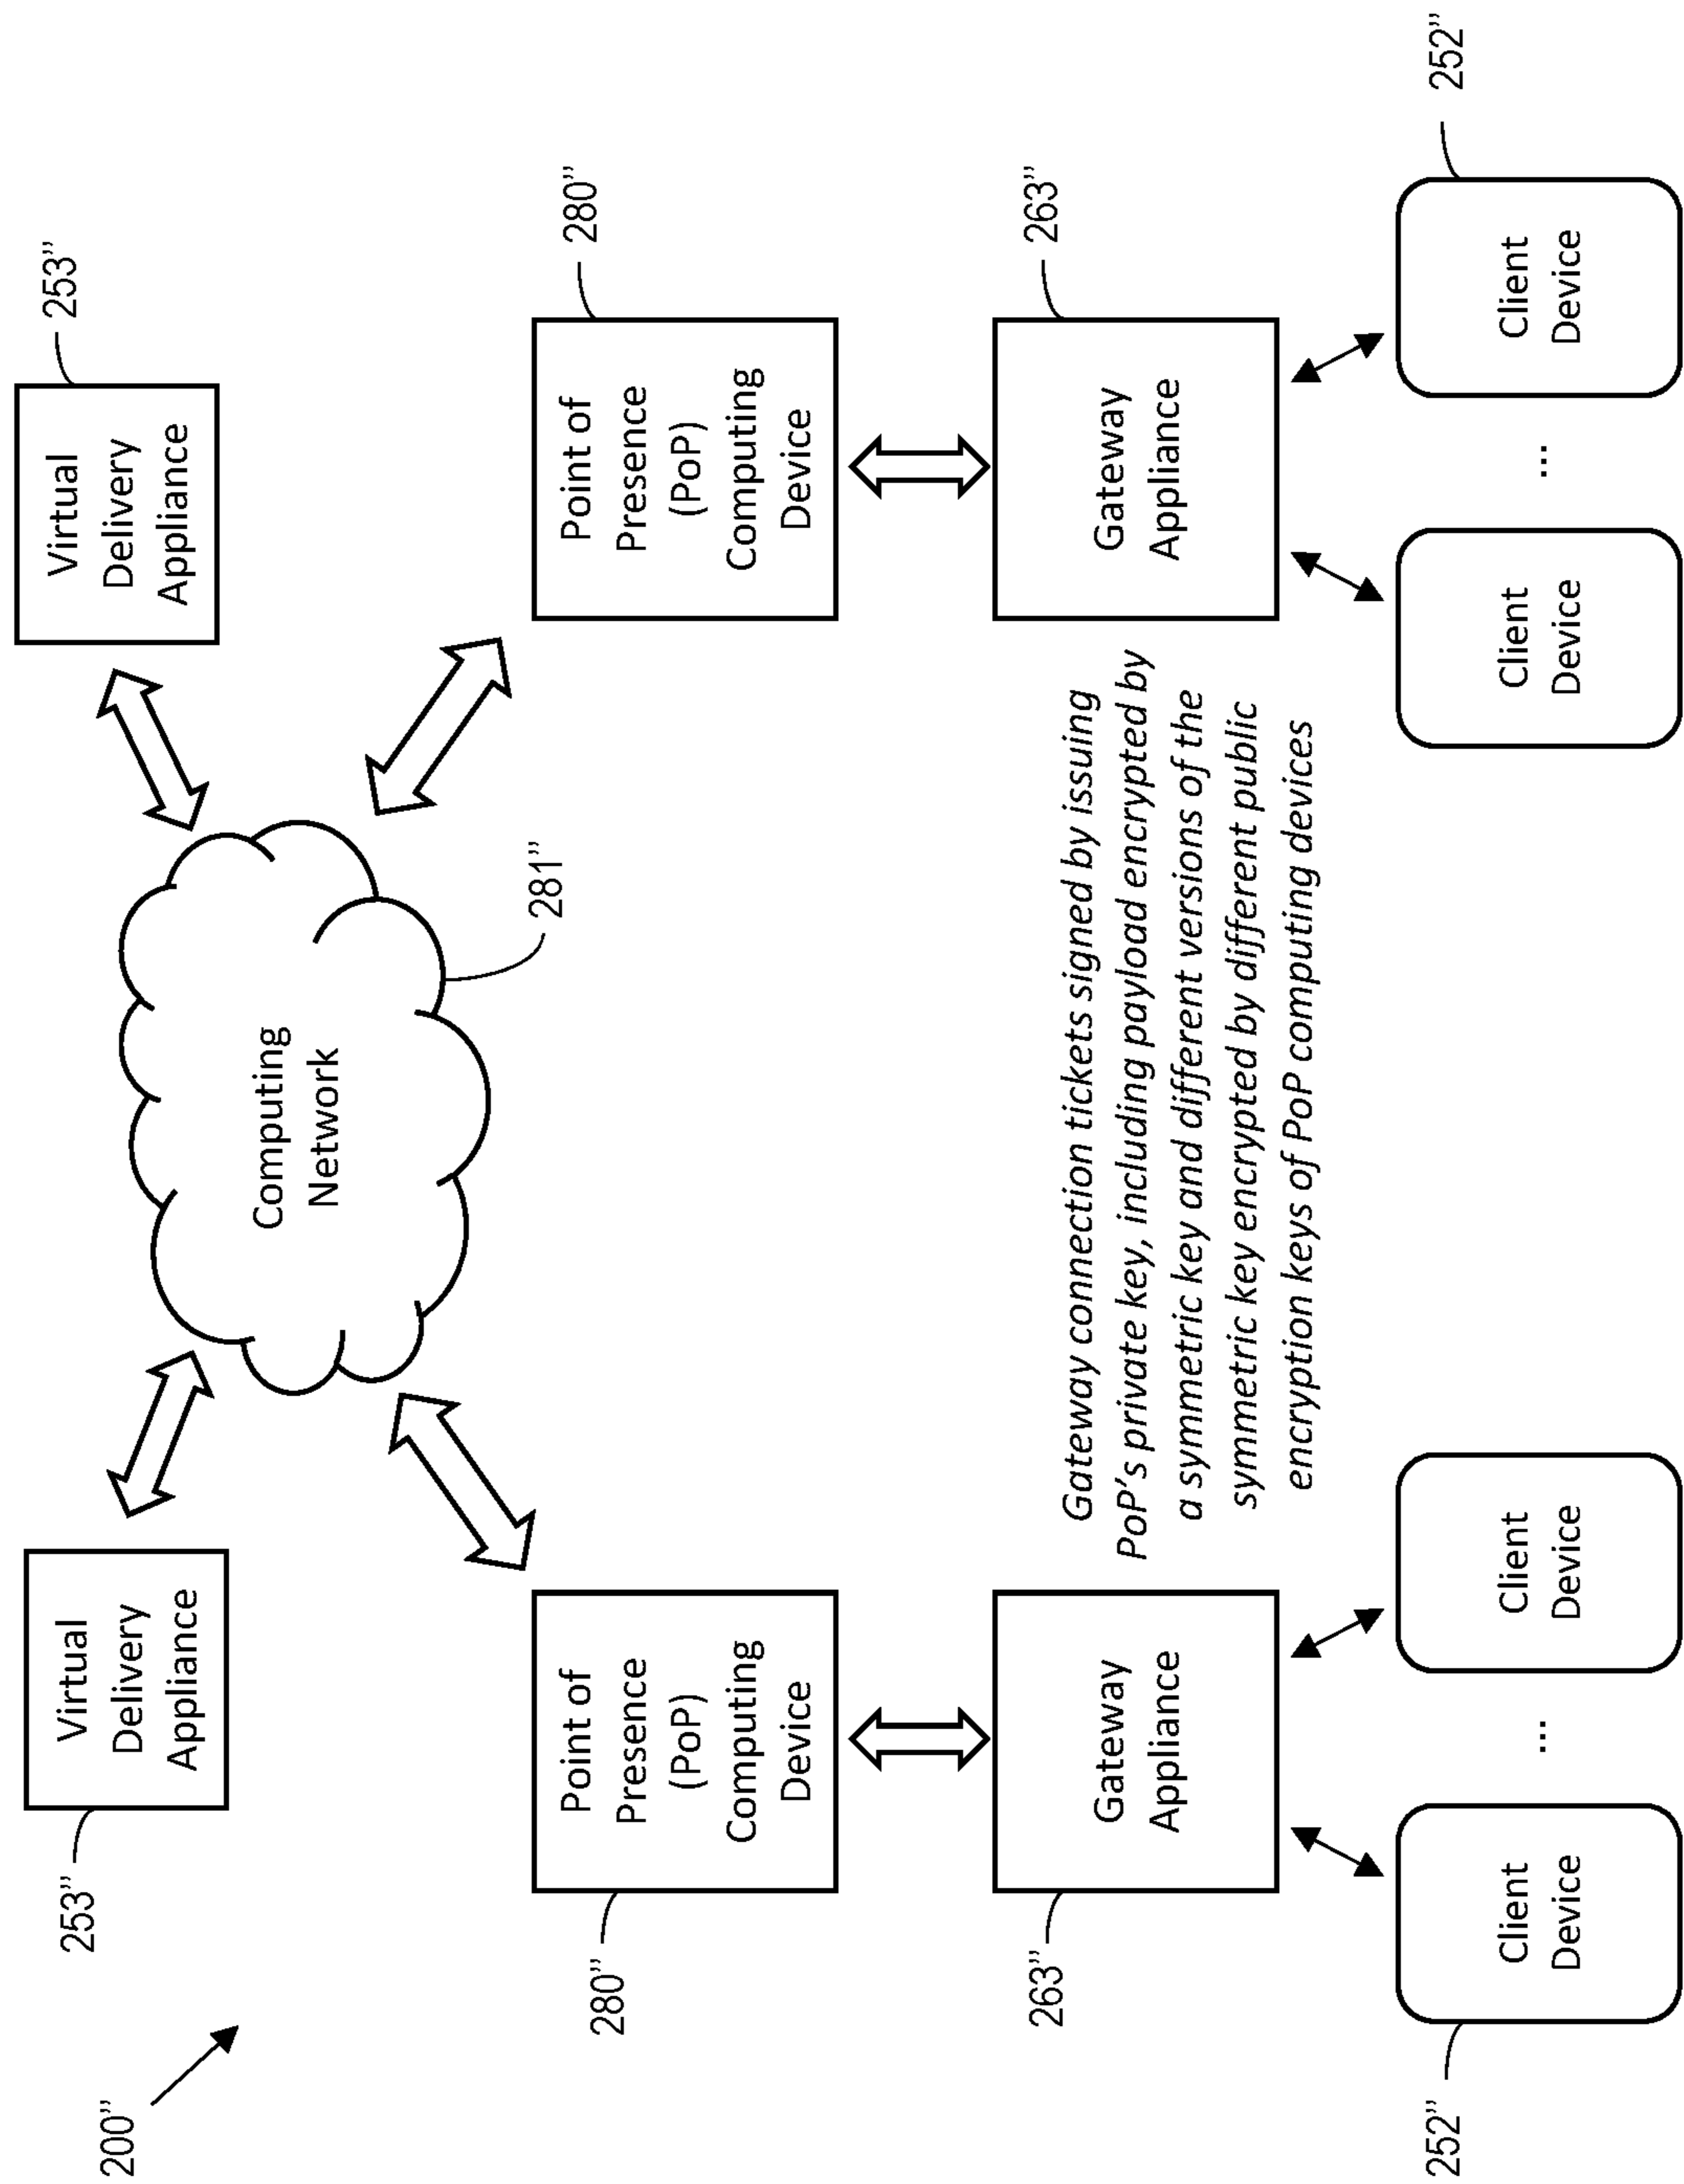 200”
253”
Virtual
Delivery
Appliance
Virtual
Delivery
Appliance
253”
Computing
Network
281”
280”
Point of
Presence
(PoP)
Computing
Device
Point of
Presence
(PoP)
Computing
Device
280”
263”
Gateway
Appliance
Gateway connection tickets signed by issuing
PoP’s private key, including payload encrypted by
a symmetric key and different versions of the
symmetric key encrypted by different public
encryption keys of PoP computing devices
Gateway
Appliance
263”
252”
Client
Device
...
Client
Device
Client
Device
...
Client
Device
252”